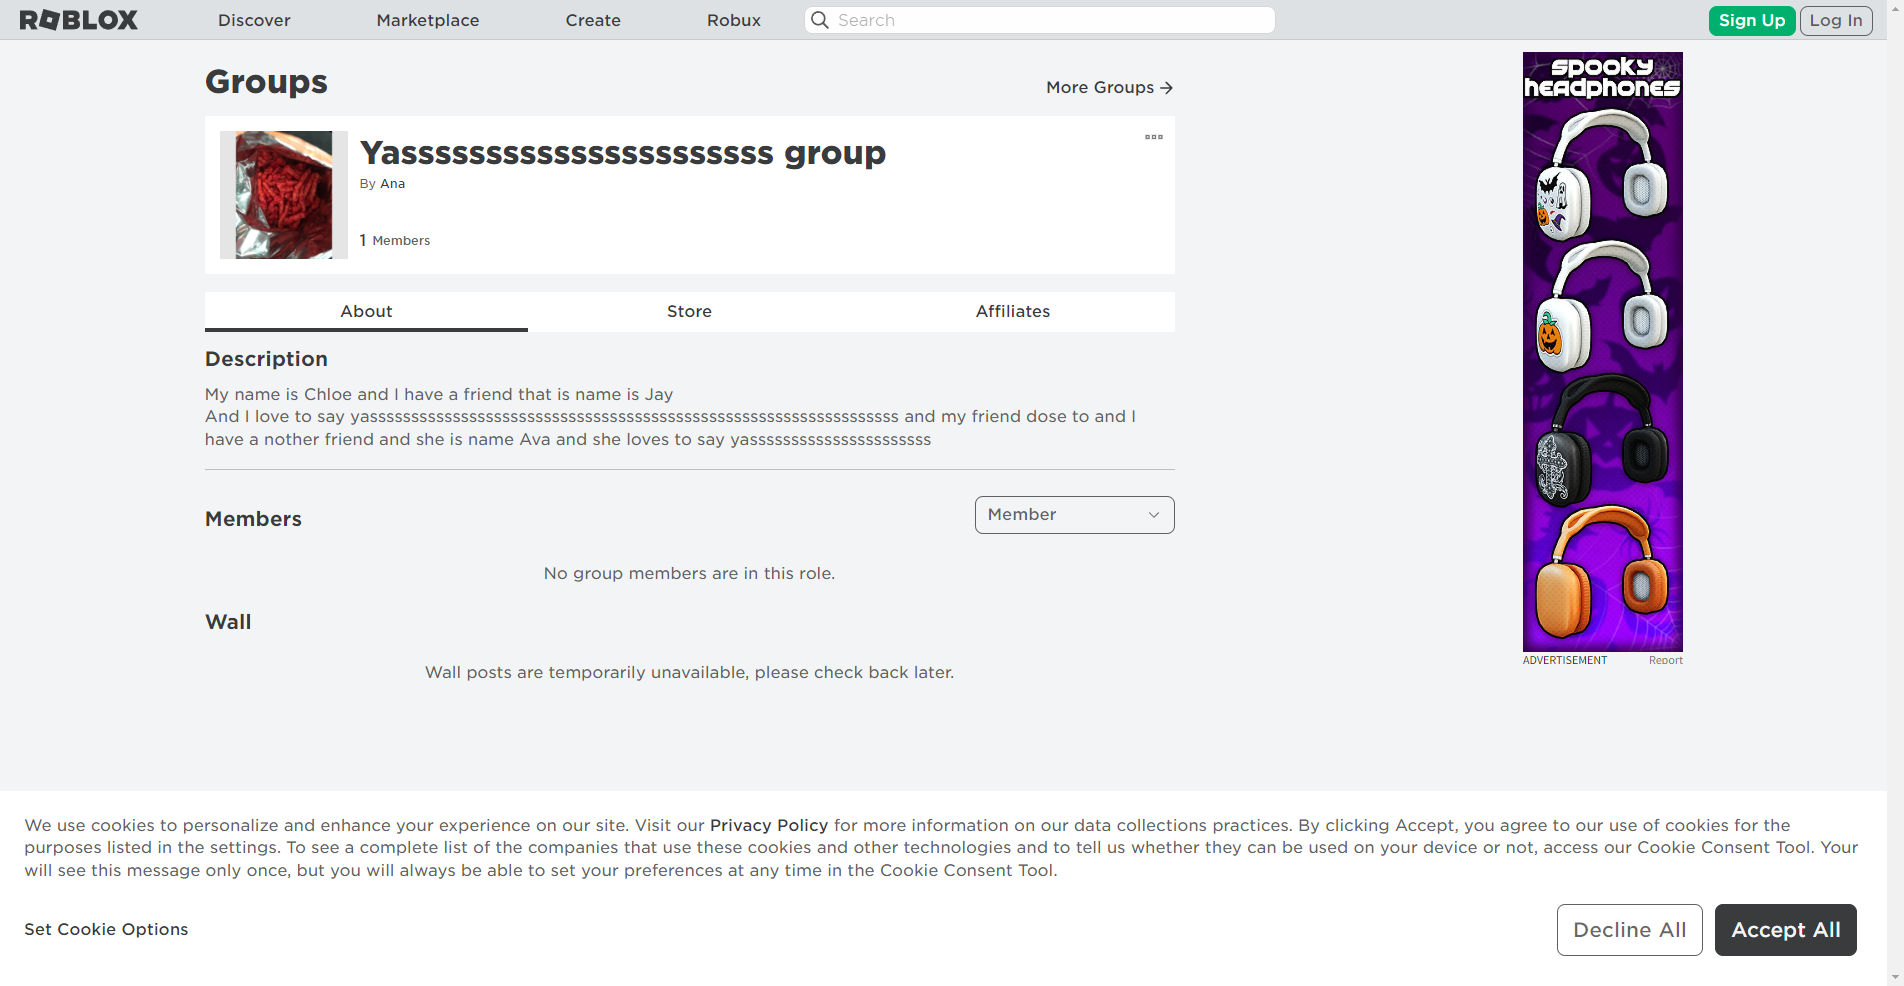 ROBLOX
Discover
Marketplace
Create
Robux
Search
Sign Up
Log In
Groups
More Groups
Yassssssssssssssssssssss group
By Ana
1 Members
About
Store
Affiliates
Description
My name is Chloe and I have a friend that is name is Jay
And I love to say yasssssssssssssssssssssssssssssssssssssssssssssssssssssssssssssssss and my friend dose to and I
have a nother friend and she is name Ava and she loves to say yassssssssssssssssssssss
Members
Member
No group members are in this role.
Wall
Wall posts are temporarily unavailable, please check back later.
spooky
headphones
ADVERTISEMENT
Report
We use cookies to personalize and enhance your experience on our site. Visit our Privacy Policy for more information on our data collections practices. By clicking Accept, you agree to our use of cookies for the
purposes listed in the settings. To see a complete list of the companies that use these cookies and other technologies and to tell us whether they can be used on your device or not, access our Cookie Consent Tool. Your
will see this message only once, but you will always be able to set your preferences at any time in the Cookie Consent Tool.
Set Cookie Options
Decline All
Accept All